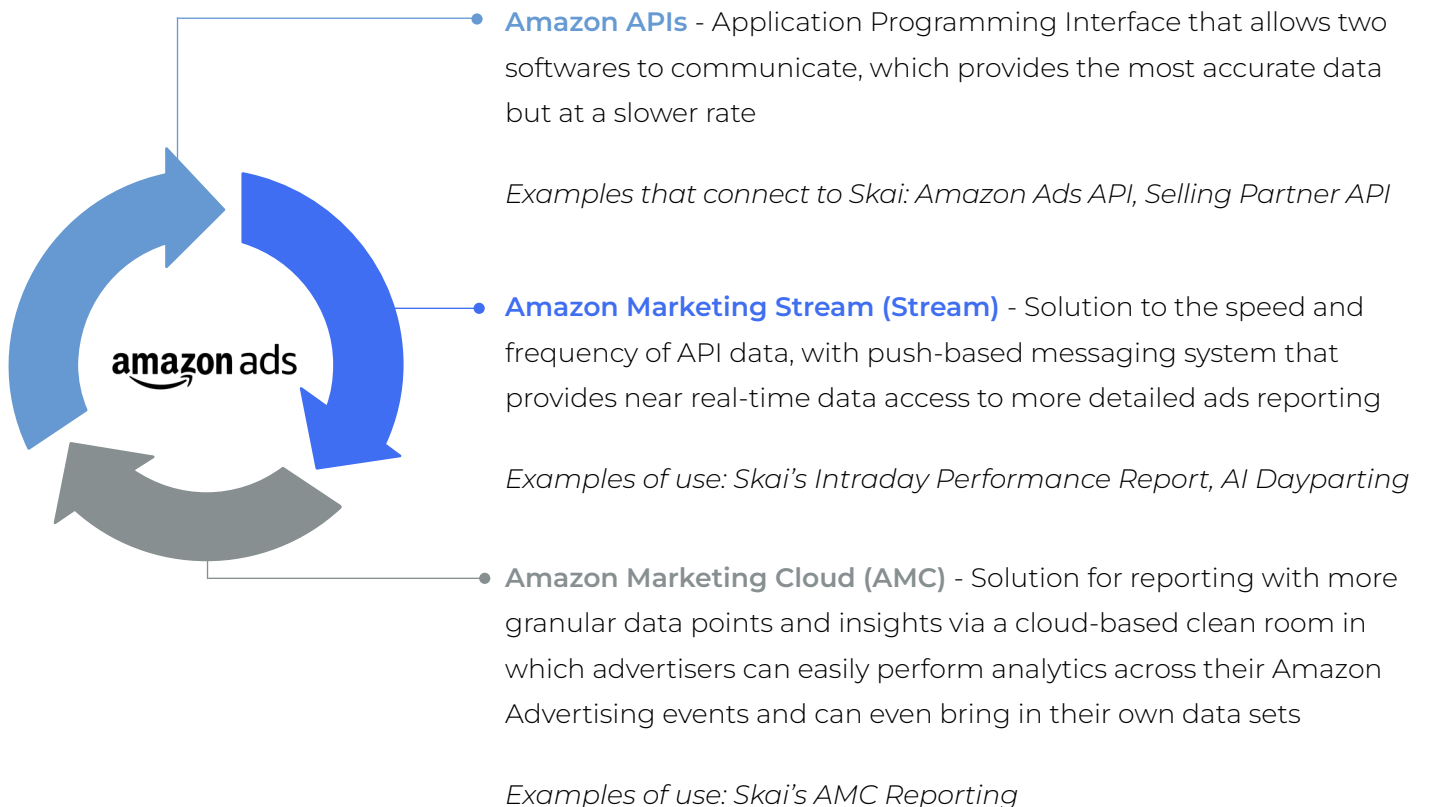 Amazon APIs - Application Programming Interface that allows two
softwares to communicate, which provides the most accurate data
but at a slower rate
Examples that connect to Skai: Amazon Ads API, Selling Partner API
amazon ads
Amazon Marketing Stream (Stream) - Solution to the speed and
frequency of API data, with push-based messaging system that
provides near real-time data access to more detailed ads reporting
Examples of use: Skai’s Intraday Performance Report, AI Dayparting
Amazon Marketing Cloud (AMC) - Solution for reporting with more
granular data points and insights via a cloud-based clean room in
which advertisers can easily perform analytics across their Amazon
Advertising events and can even bring in their own data sets
Examples of use: Skai’s AMC Reporting